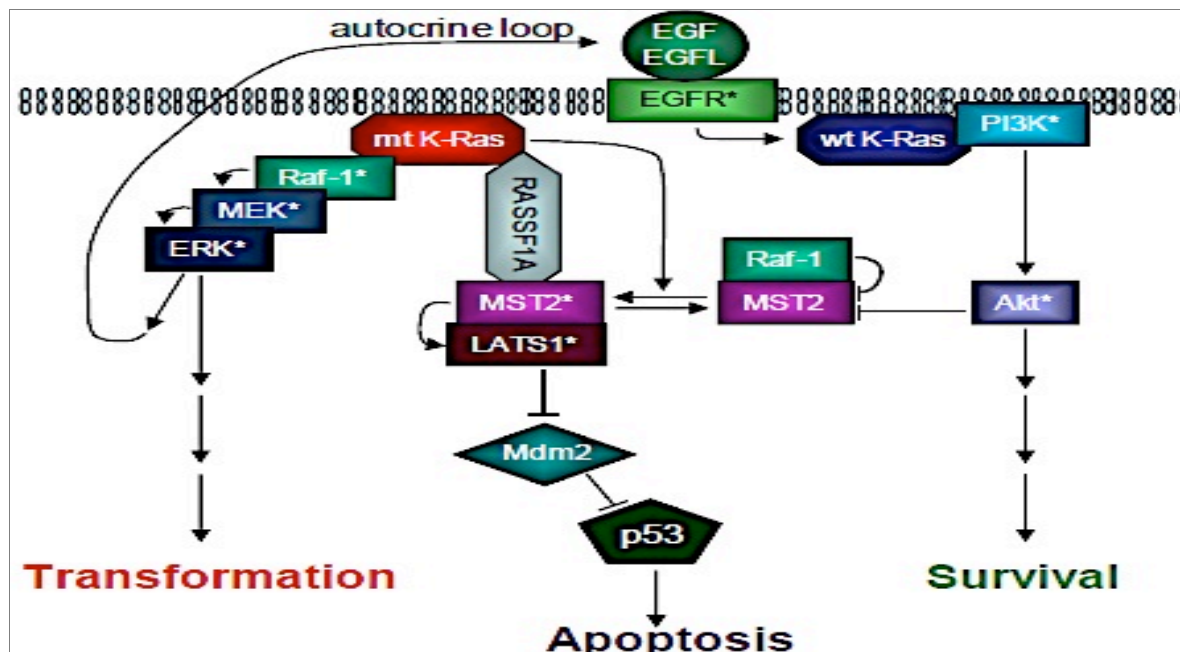 autocrine loop
EGF
EGFL
EGFR*
mt K-Ras
wt K-Ras
PI3K*
Raf-1*
MEK*
ERK*
RASSF1A
Raf-1
MST2*
MST2
Akt*
LATS1*
Mdm2
p53
Transformation
Survival
Apoptosis